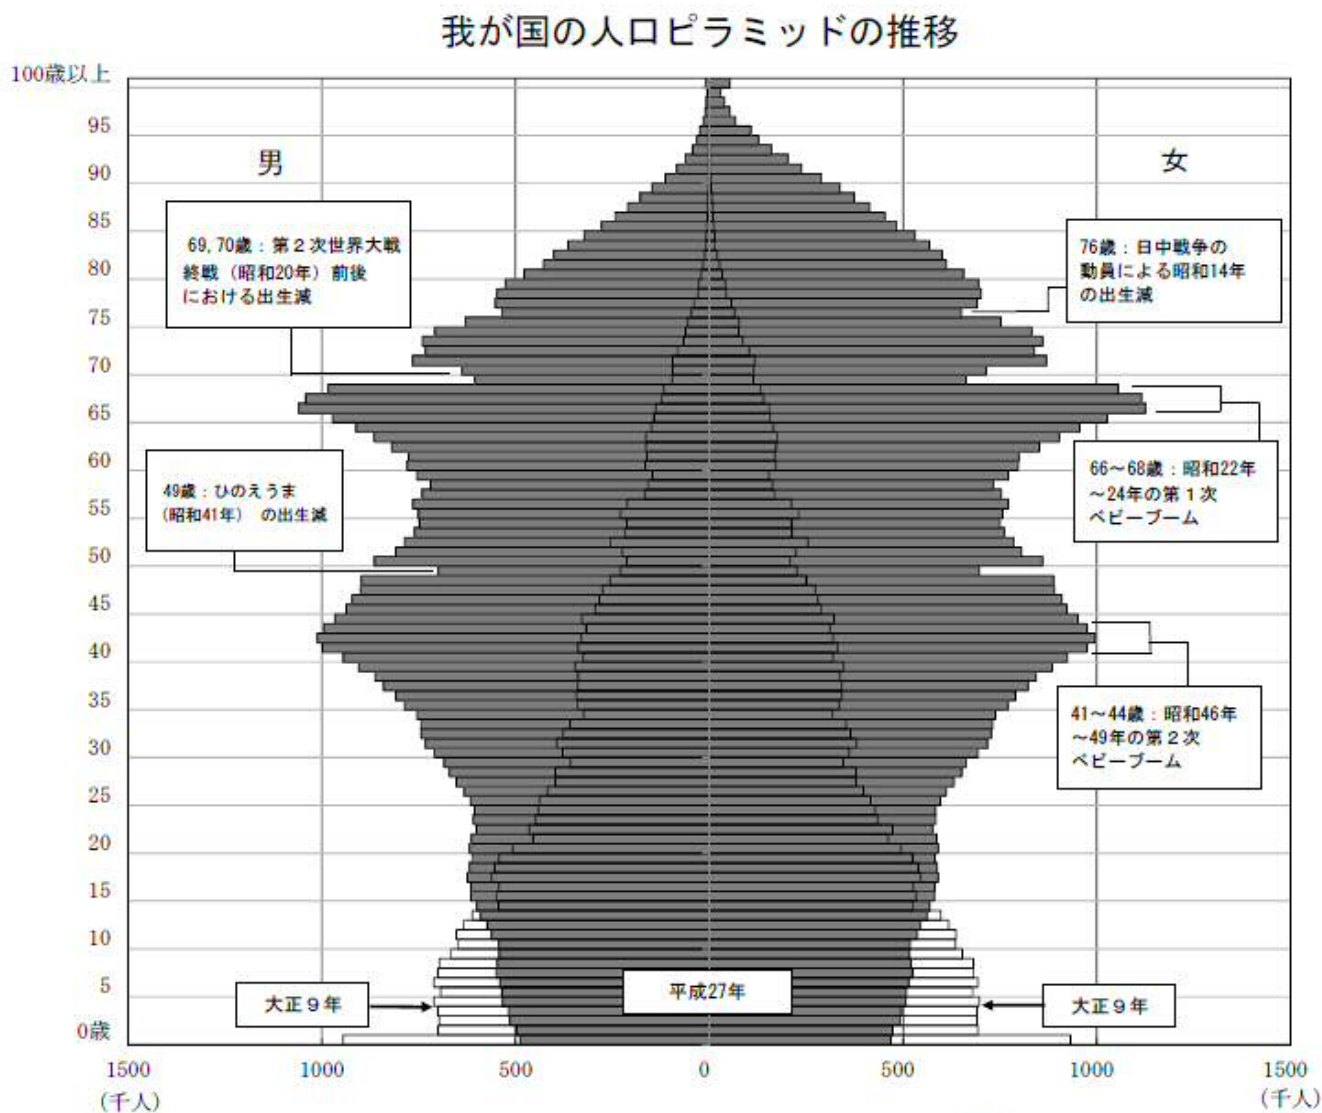 我が国の人口ピラミッドの推移
100歳以上
95
90
85
80
75
70
65
60
55
50
45
40
35
30
25
20
15
10
5
0歳
男
女
69,70歳：第２次世界大戦
終戦（昭和20年）前後
における出生減
76歳：日中戦争の
動員による昭和14年
の出生減
49歳：ひのえうま
(昭和41年) の出生減
66～68歳：昭和22年
～24年の第１次
ベビーブーム
41～44歳：昭和46年
～49年の第２次
ベビーブーム
大正９年
平成27年
大正９年
1500
1000
500
0
500
1000
1500
(千人)
(千人)